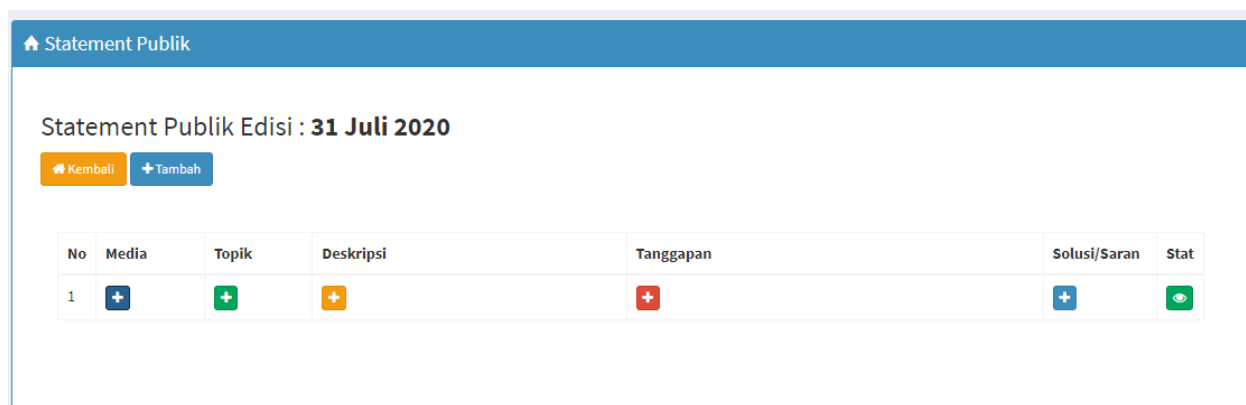 Statement Publik
Statement Publik Edisi : 31 Juli 2020
Kembali Tambah
No Media Topik Deskripsi Tanggapan Solusi/Saran Stat
1